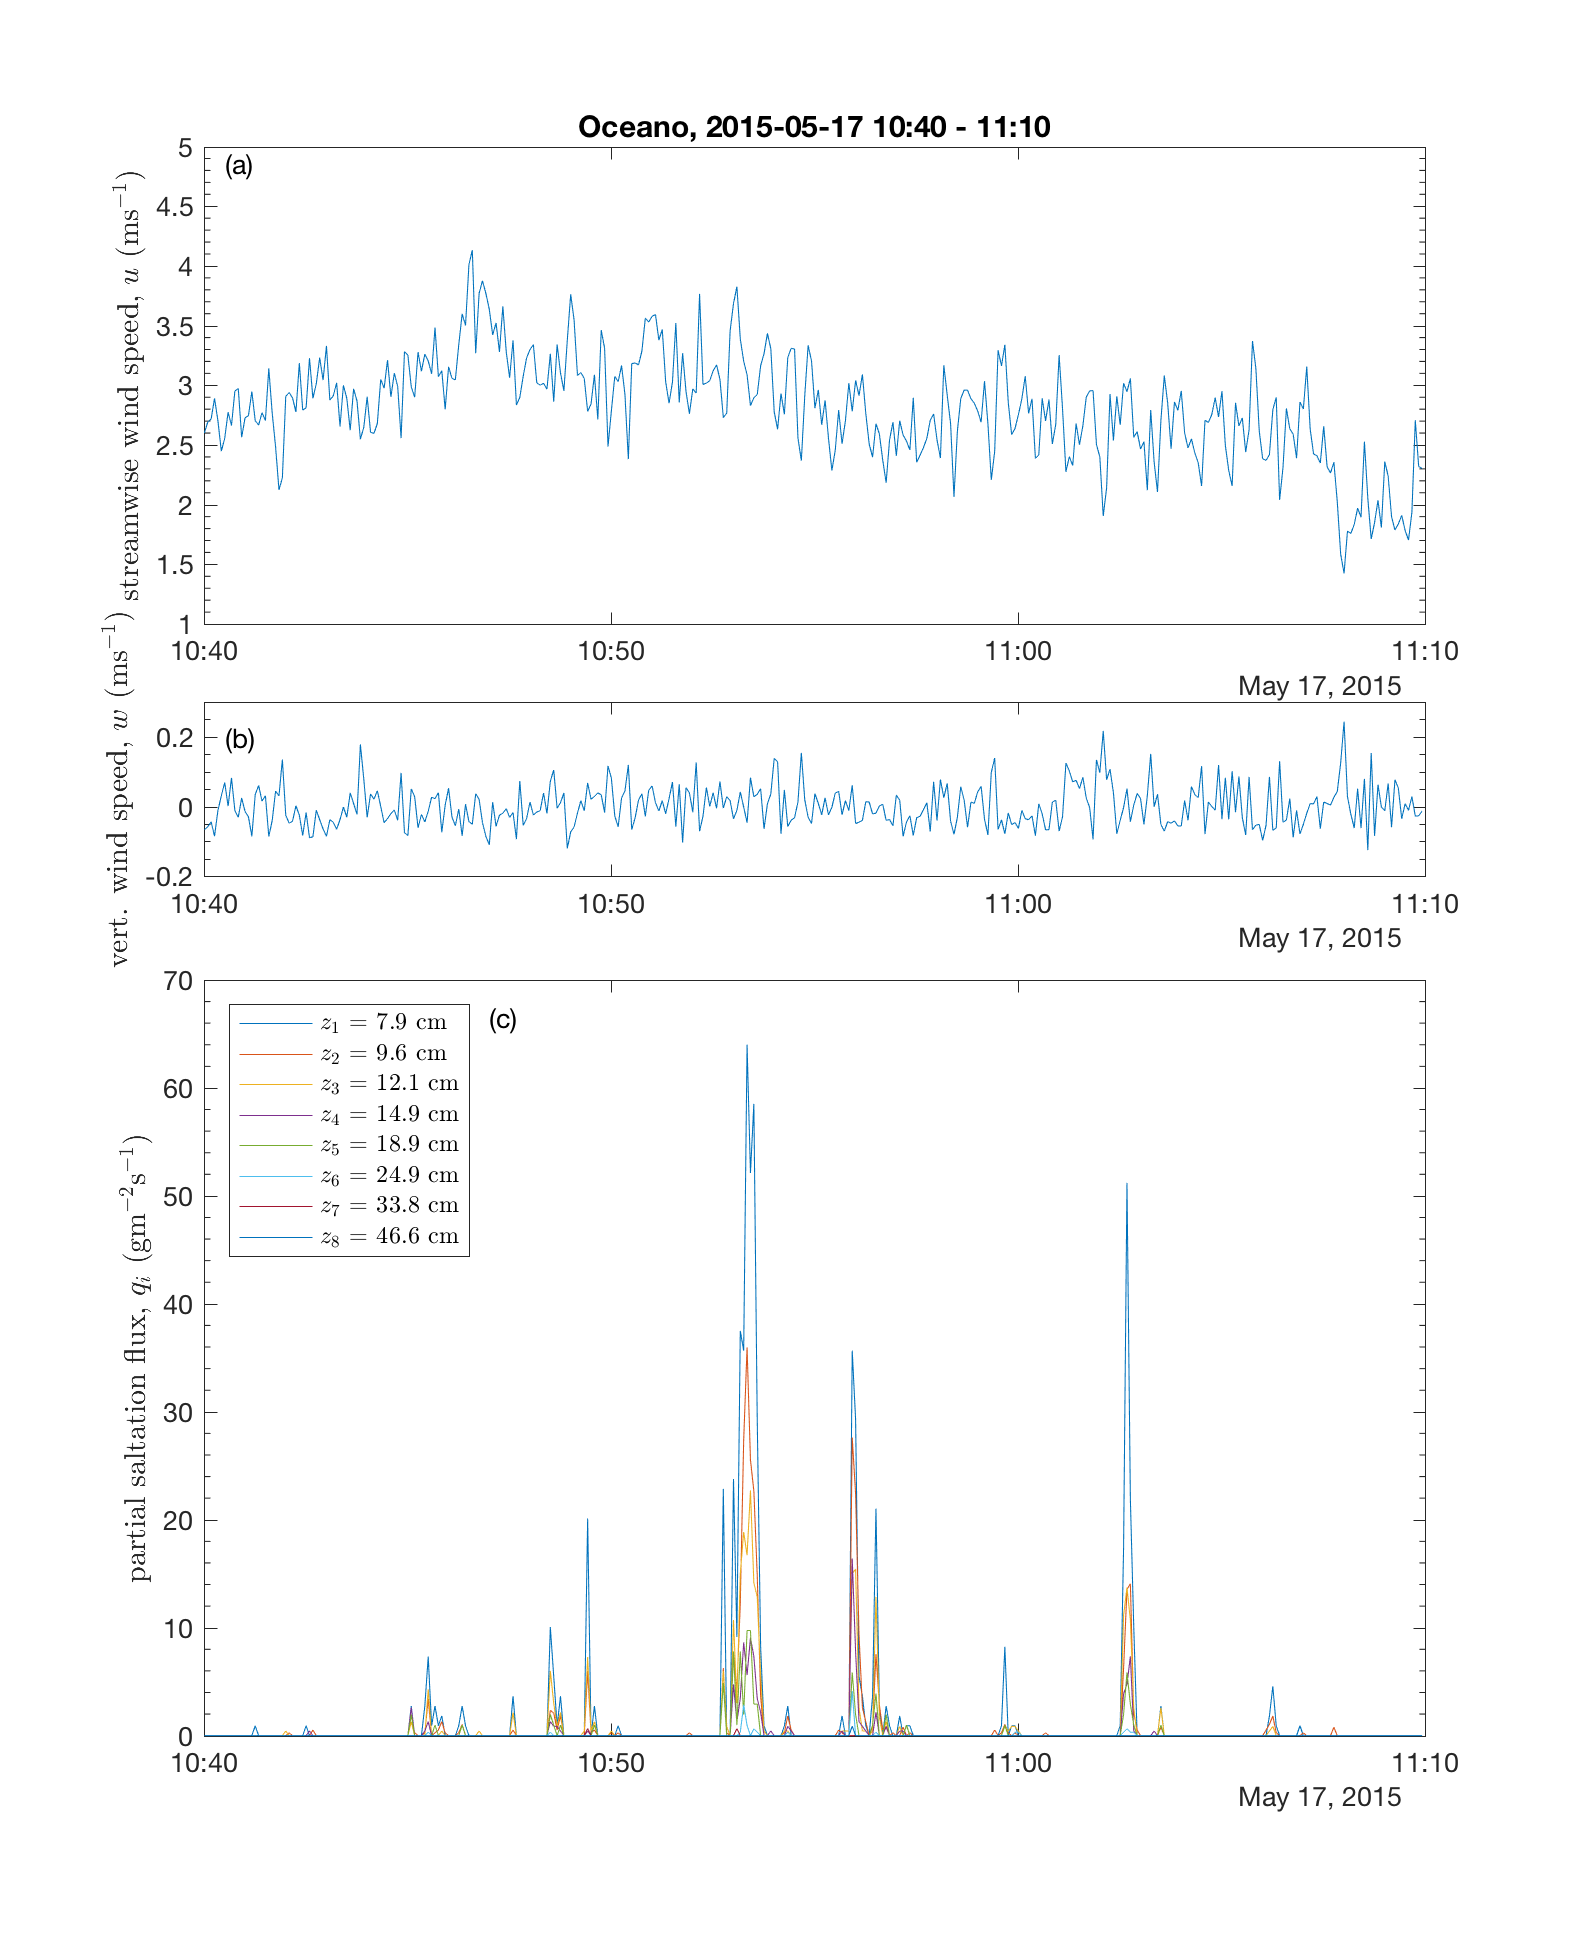 Oceano, 2015-05-17 10:40 - 11:10
(a)
streamwise wind speed, u (ms⁻¹)
5
4.5
4
3.5
3
2.5
2
1.5
1
10:40 10:50 11:00 11:10
May 17, 2015
(b)
vert. wind speed, w (ms⁻¹)
0.2
0
-0.2
10:40 10:50 11:00 11:10
May 17, 2015
(c)
partial saltation flux, qᵢ (gm⁻²s⁻¹)
70
60
50
40
30
20
10
0
z₁ = 7.9 cm
z₂ = 9.6 cm
z₃ = 12.1 cm
z₄ = 14.9 cm
z₅ = 18.9 cm
z₆ = 24.9 cm
z₇ = 33.8 cm
z₈ = 46.6 cm
10:40 10:50 11:00 11:10
May 17, 2015